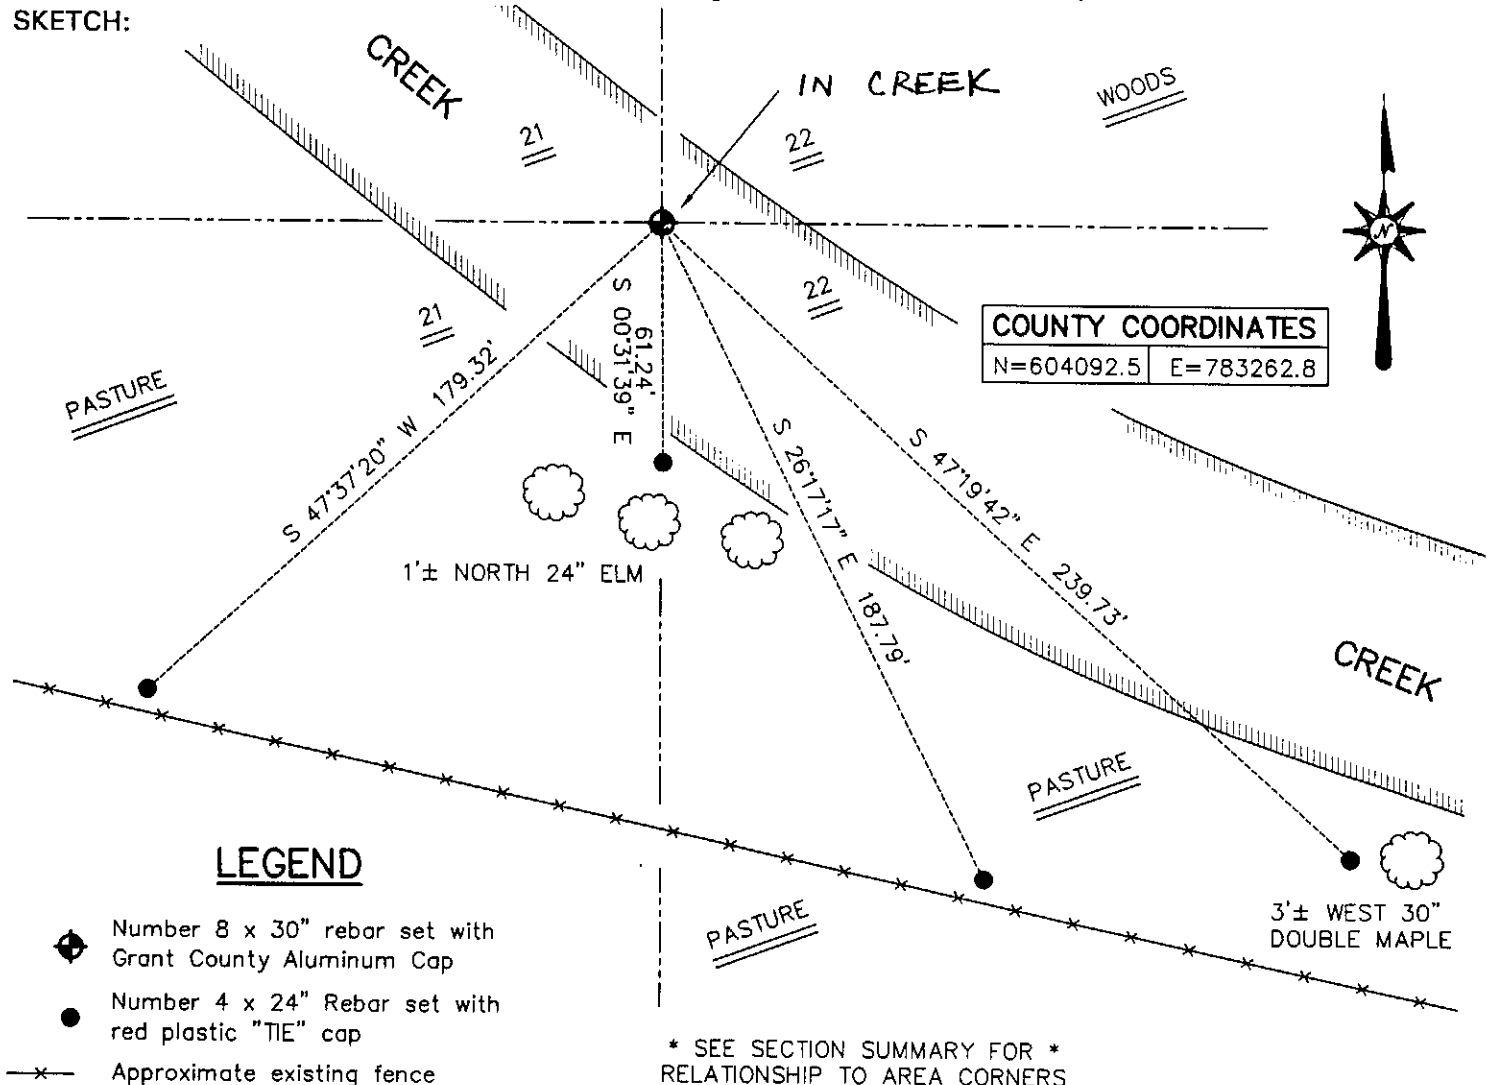 SKETCH:
CREEK
IN CREEK
WOODS
21
22
N
21
22
COUNTY COORDINATES
N=604092.5 E=783262.8
PASTURE
S 47°37'20" W 179.32'
61.24'
S 00°31'39" E
S 26°17'17" E 187.79'
S 47°19'42" E 239.73'
1'± NORTH 24" ELM
CREEK
PASTURE
3'± WEST 30"
DOUBLE MAPLE
PASTURE
LEGEND
Number 8 x 30" rebar set with
Grant County Aluminum Cap
Number 4 x 24" Rebar set with
red plastic "TIE" cap
Approximate existing fence
* SEE SECTION SUMMARY FOR *
RELATIONSHIP TO AREA CORNERS